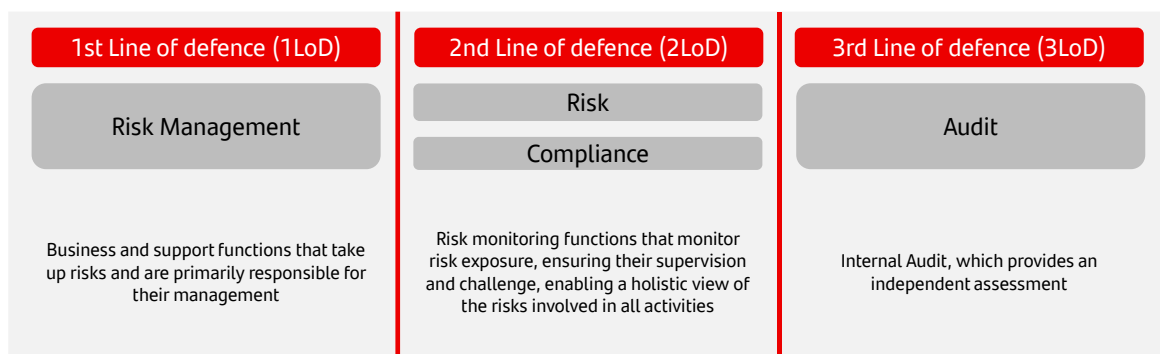 1st Line of defence (1LoD)
Risk Management
Business and support functions that take
up risks and are primarily responsible for
their management
2nd Line of defence (2LoD)
Risk
Compliance
Risk monitoring functions that monitor
risk exposure, ensuring their supervision
and challenge, enabling a holistic view of
the risks involved in all activities
3rd Line of defence (3LoD)
Audit
Internal Audit, which provides an
independent assessment